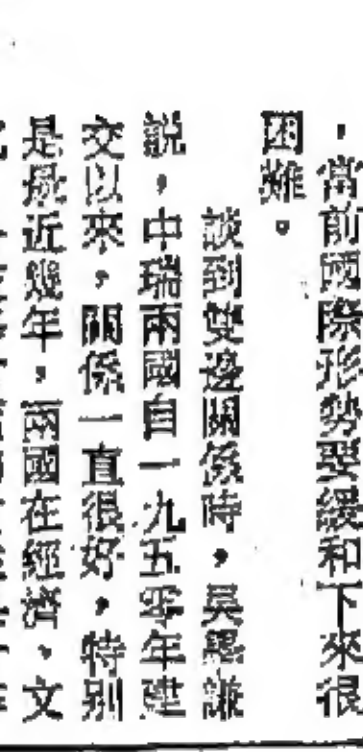 ，當前國際形勢要緩和下來很
困難。
談到雙邊關係時，吳學謙
説，中瑞兩國自一九五零年建
交以來，關係一直很好，特别
是最近幾年，兩國在經濟、文